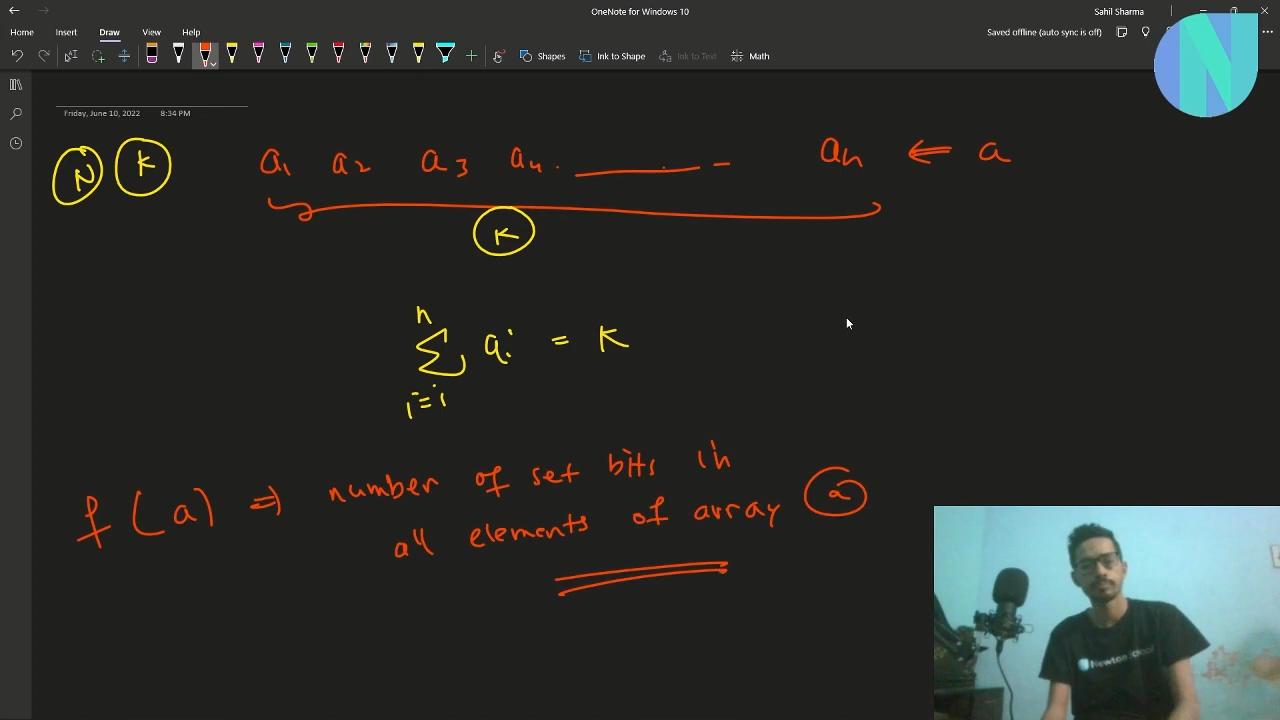 OneNote for Windows 10
Sahil Sharma
Home Insert Draw View Help
Saved offline (auto sync is off)
Shapes Ink to Shape Ink to Text Math
Friday, June 10, 2022 8:34 PM
N K a1 a2 a3 a4 . ——— - an ⇐ a
K
n
Σ ai = K
i=i
f(a) ⇒ number of set bits in
all elements of array a
Newton School